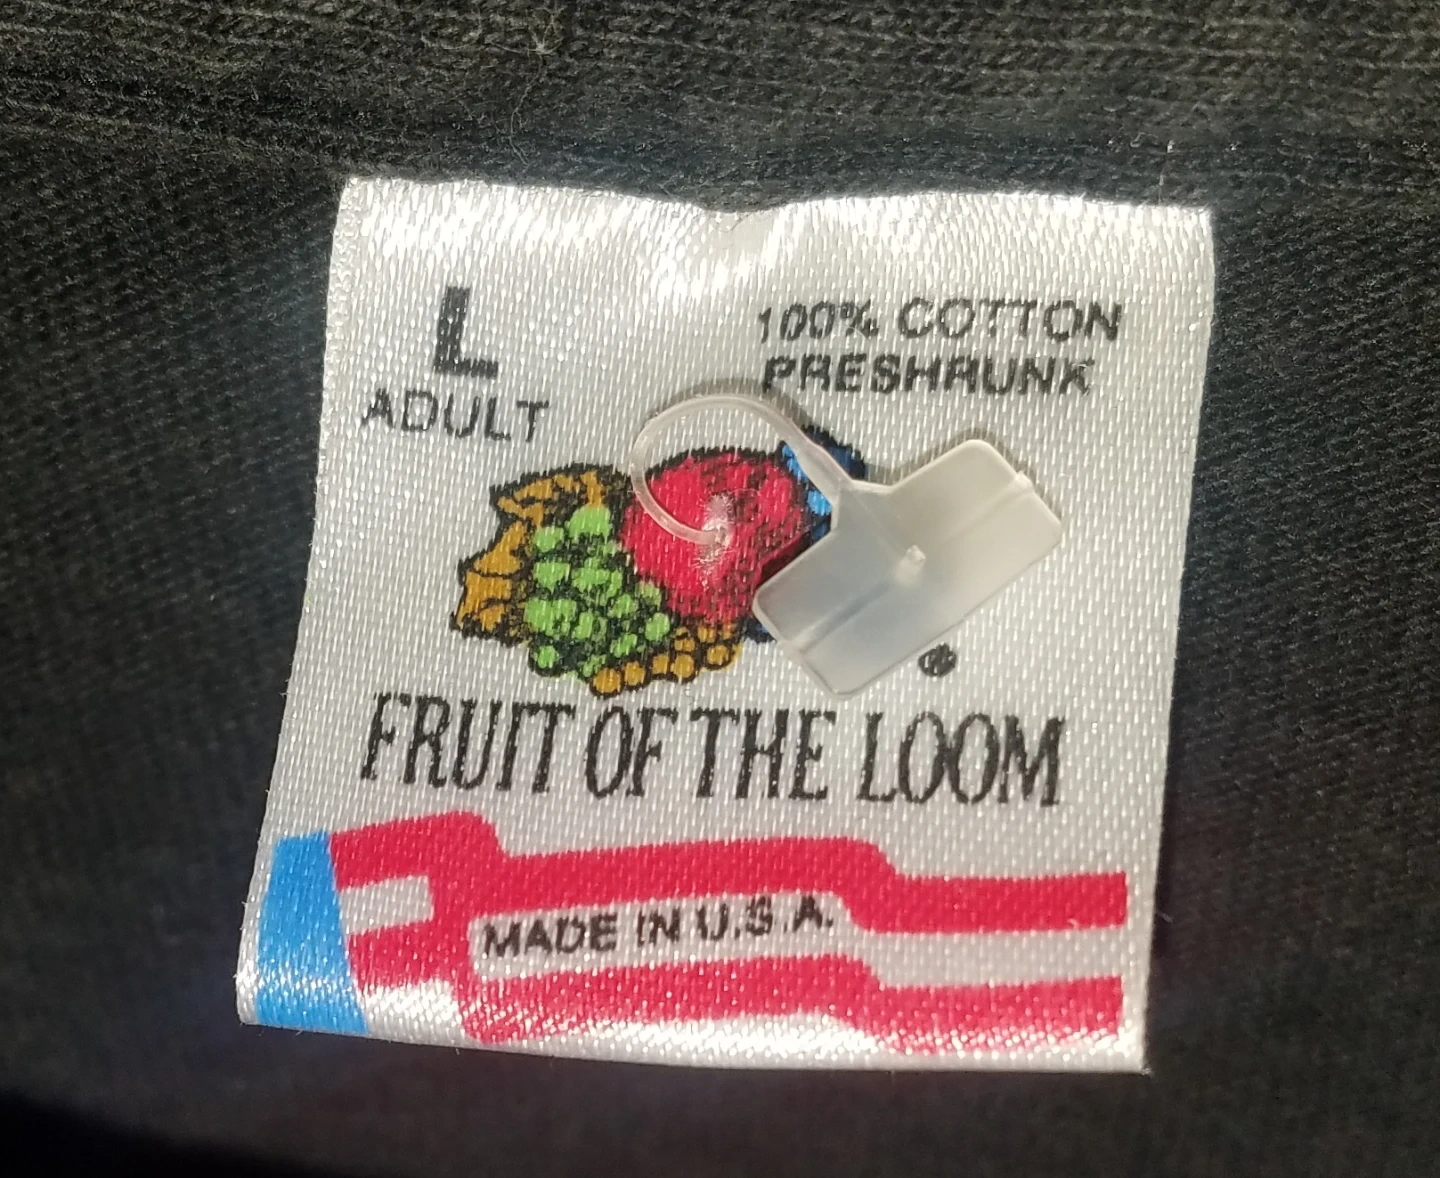 L
ADULT
100% COTTON
PRESHRUNK
®
FRUIT OF THE LOOM
MADE IN U.S.A.